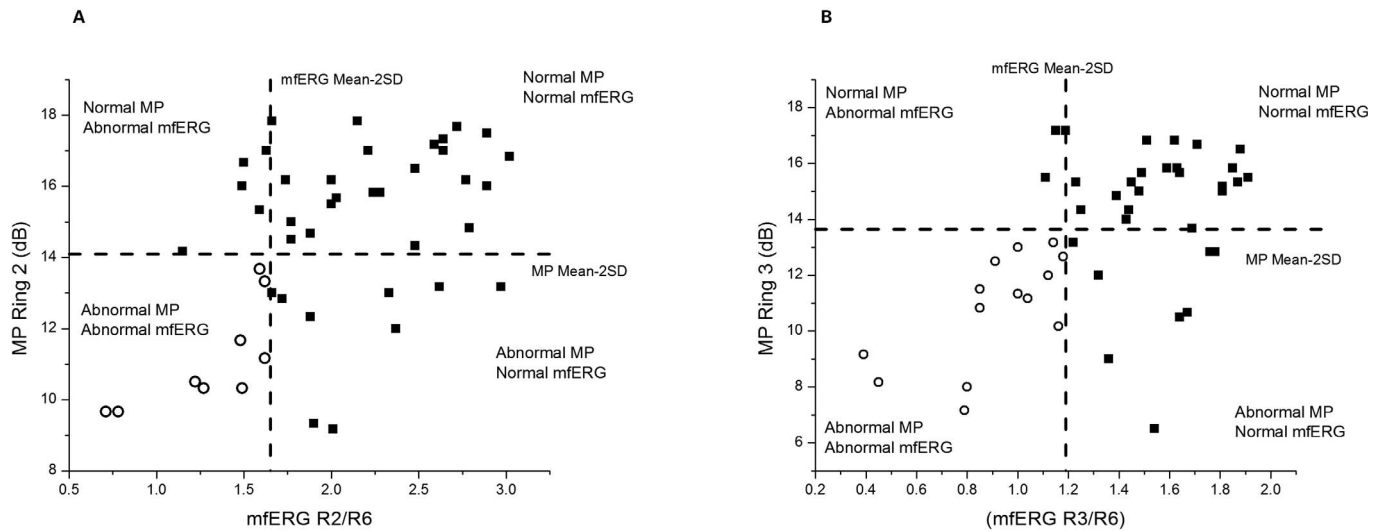 A
mfERG Mean-2SD
Normal MP
Abnormal mfERG
Normal MP
Normal mfERG
MP Mean-2SD
Abnormal MP
Abnormal mfERG
Abnormal MP
Normal mfERG
MP Ring 2 (dB)
18
16
14
12
10
8
0.5
1.0
1.5
2.0
2.5
3.0
mfERG R2/R6
B
mfERG Mean-2SD
Normal MP
Abnormal mfERG
Normal MP
Normal mfERG
MP Mean-2SD
Abnormal MP
Abnormal mfERG
Abnormal MP
Normal mfERG
MP Ring 3 (dB)
18
16
14
12
10
8
6
0.2
0.4
0.6
0.8
1.0
1.2
1.4
1.6
1.8
2.0
(mfERG R3/R6)